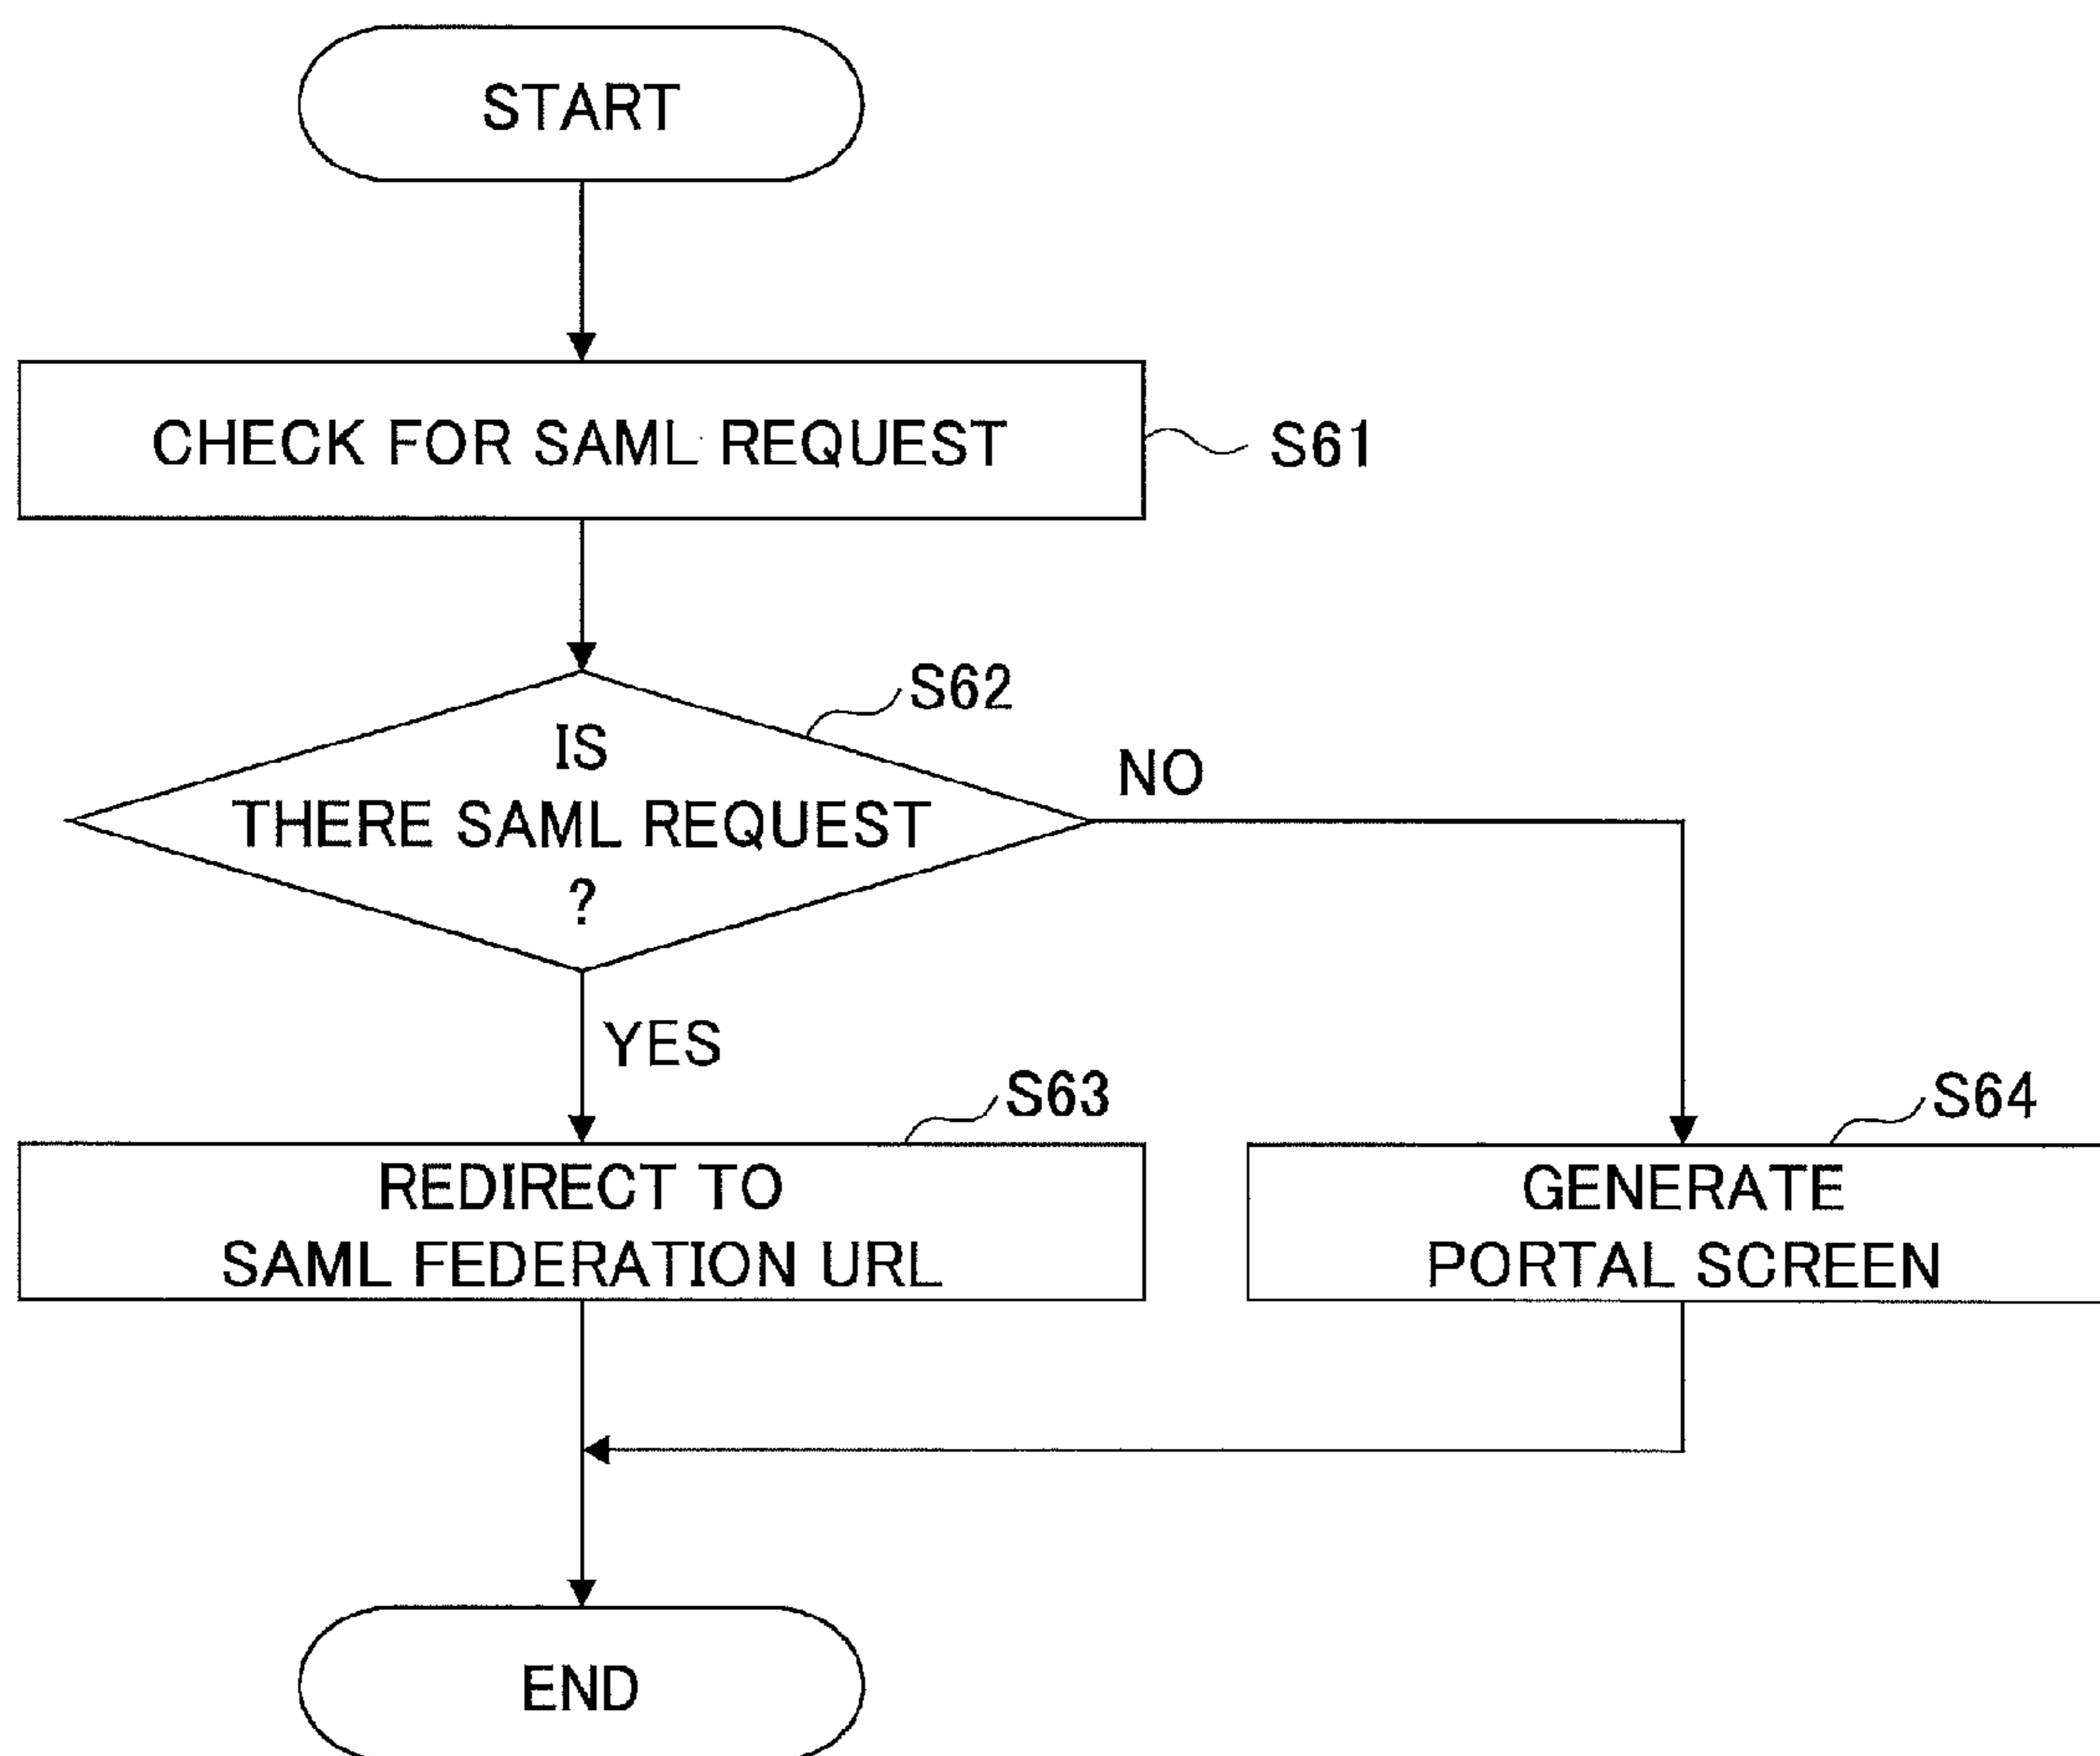 START
CHECK FOR SAML REQUEST
S61
S62
IS
THERE SAML REQUEST
?
NO
YES
S63
REDIRECT TO
SAML FEDERATION URL
S64
GENERATE
PORTAL SCREEN
END